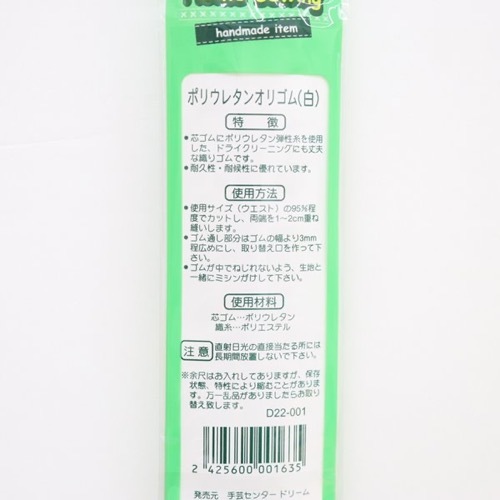 handmade item
ポリウレタンオリゴム(白)
特 徴
●芯ゴムにポリウレタン弾性糸を使用
した、ドライクリーニングにも丈夫
な織りゴムです。
●耐久性・耐候性に優れています。
使用方法
●使用サイズ（ウエスト）の95%程
度でカットし、両端を1〜2cm重ね
縫いします。
●ゴム通し部分はゴムの幅より3mm
程広めにし、取り替え口を作って下
さい。
●ゴムが中でねじれないよう、生地と
一緒にミシンがけして下さい。
使用材料
芯ゴム…ポリウレタン
織糸…ポリエステル
注意
直射日光の直接当たる所には
長期間放置しないで下さい。
※余尺はお入れしてありますが、保存
状態、特性により縮むことがありま
す。万一乱品がありましたらお取り
替え致します。
D22-001
2 425600 001635
発売元 手芸センタードリーム